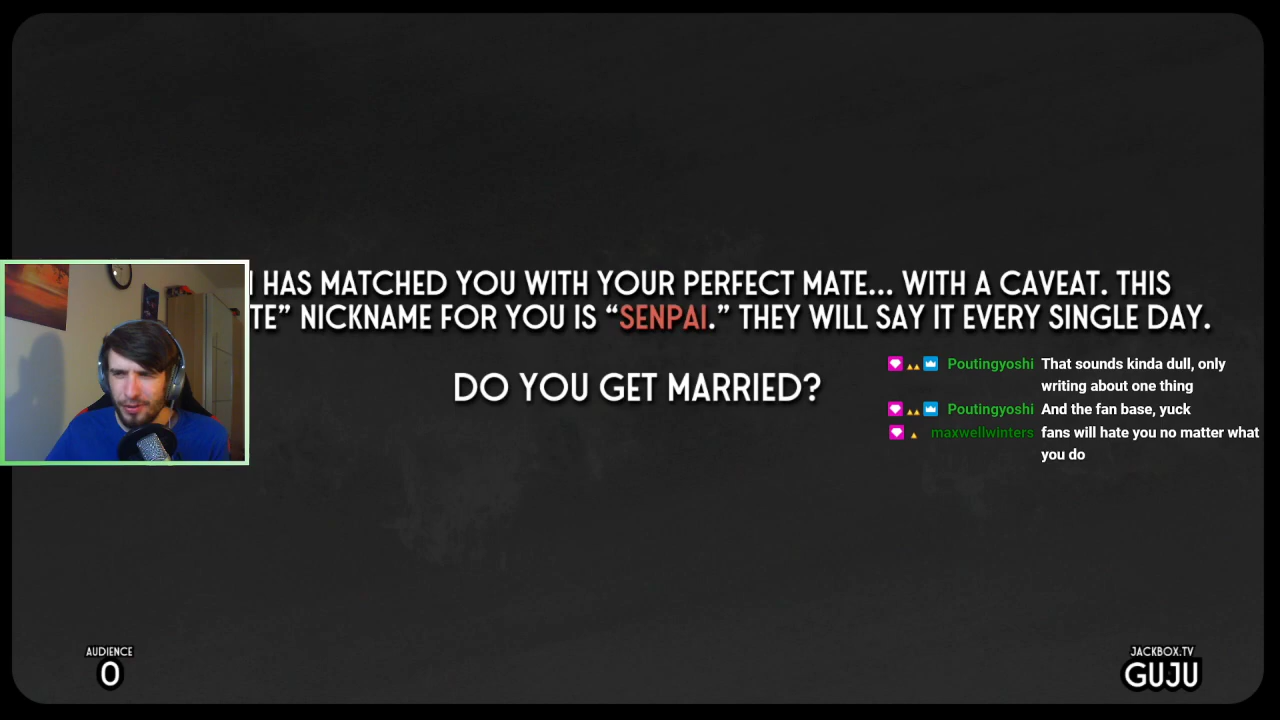 HAS MATCHED YOU WITH YOUR PERFECT MATE... WITH A CAVEAT. THIS
TE” NICKNAME FOR YOU IS “SENPAI.” THEY WILL SAY IT EVERY SINGLE DAY.
DO YOU GET MARRIED?
Poutingyoshi That sounds kinda dull, only
writing about one thing
Poutingyoshi And the fan base, yuck
maxwellwinters fans will hate you no matter what
you do
AUDIENCE
0
JACKBOX.TV
GUJU